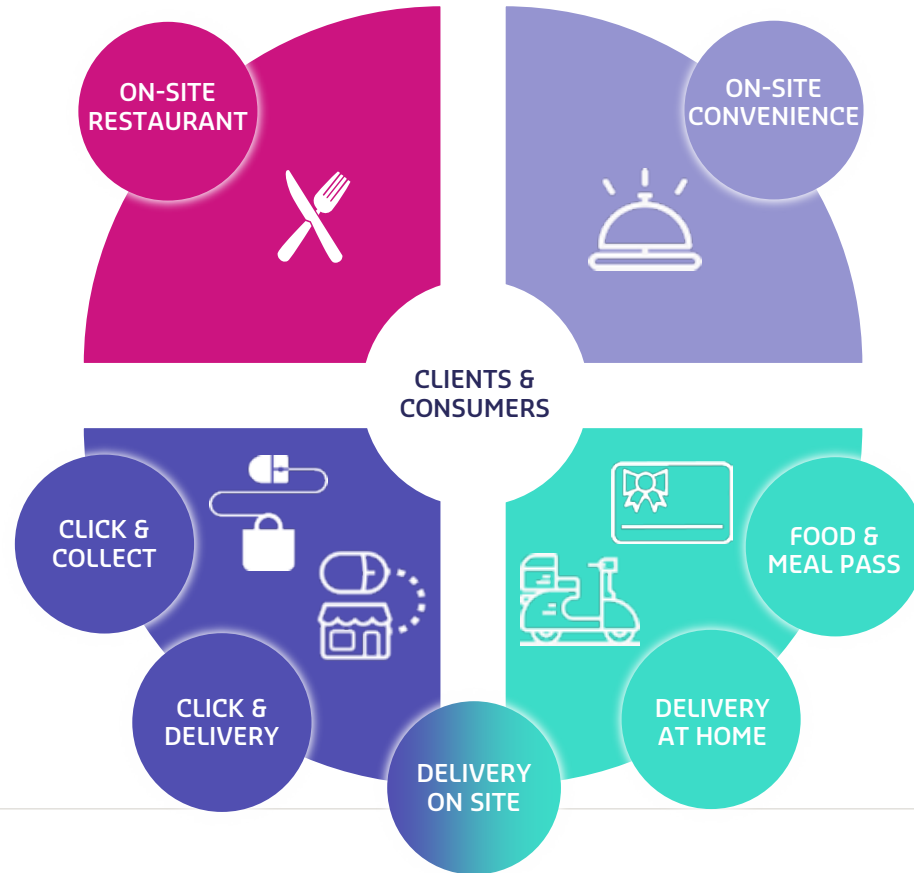 ON-SITE
RESTAURANT
ON-SITE
CONVENIENCE
CLIENTS &
CONSUMERS
CLICK &
COLLECT
FOOD &
MEAL PASS
CLICK &
DELIVERY
DELIVERY
AT HOME
DELIVERY
ON SITE